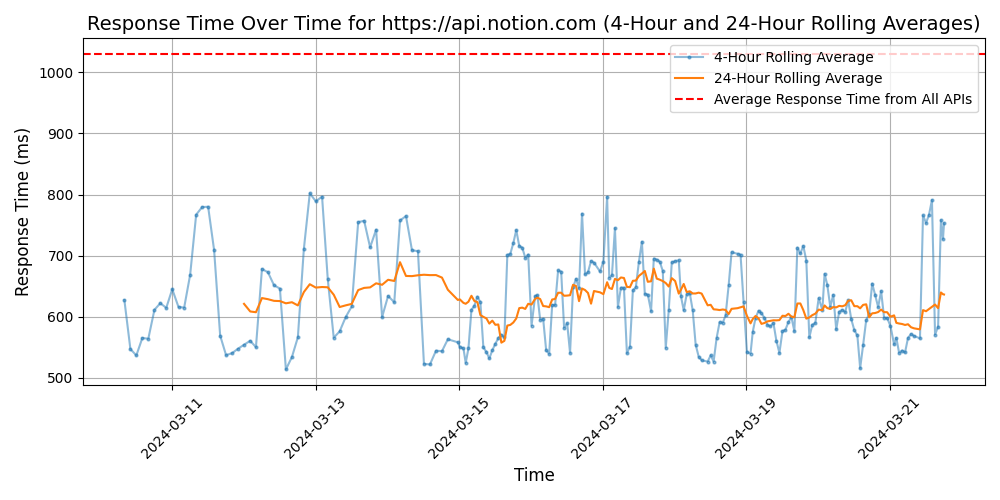 Response Time Over Time for https://api.notion.com (4-Hour and 24-Hour Rolling Averages)
4-Hour Rolling Average
24-Hour Rolling Average
Average Response Time from All APIs
Response Time (ms)
1000
900
800
700
600
500
2024-03-11
2024-03-13
2024-03-15
2024-03-17
2024-03-19
2024-03-21
Time